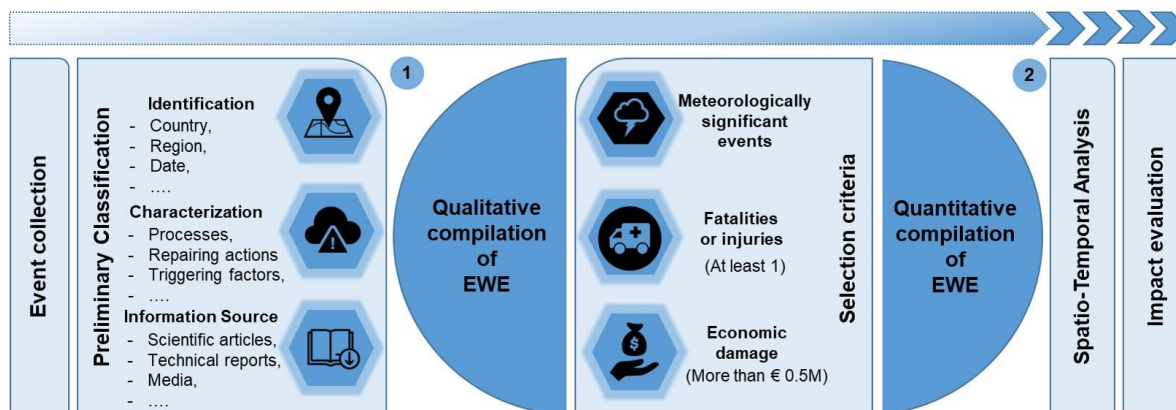 Event collection
Preliminary Classification
Identification
- Country,
- Region,
- Date,
- ....
Characterization
- Processes,
- Repairing actions
- Triggering factors,
- ....
Information Source
- Scientific articles,
- Technical reports,
- Media,
- ....
1
Qualitative
compilation
of
EWE
Meteorologically
significant
events
Fatalities
or injuries
(At least 1)
Economic
damage
(More than € 0.5M)
Selection criteria
Quantitative
compilation of
EWE
2
Spatio-Temporal Analysis
Impact evaluation